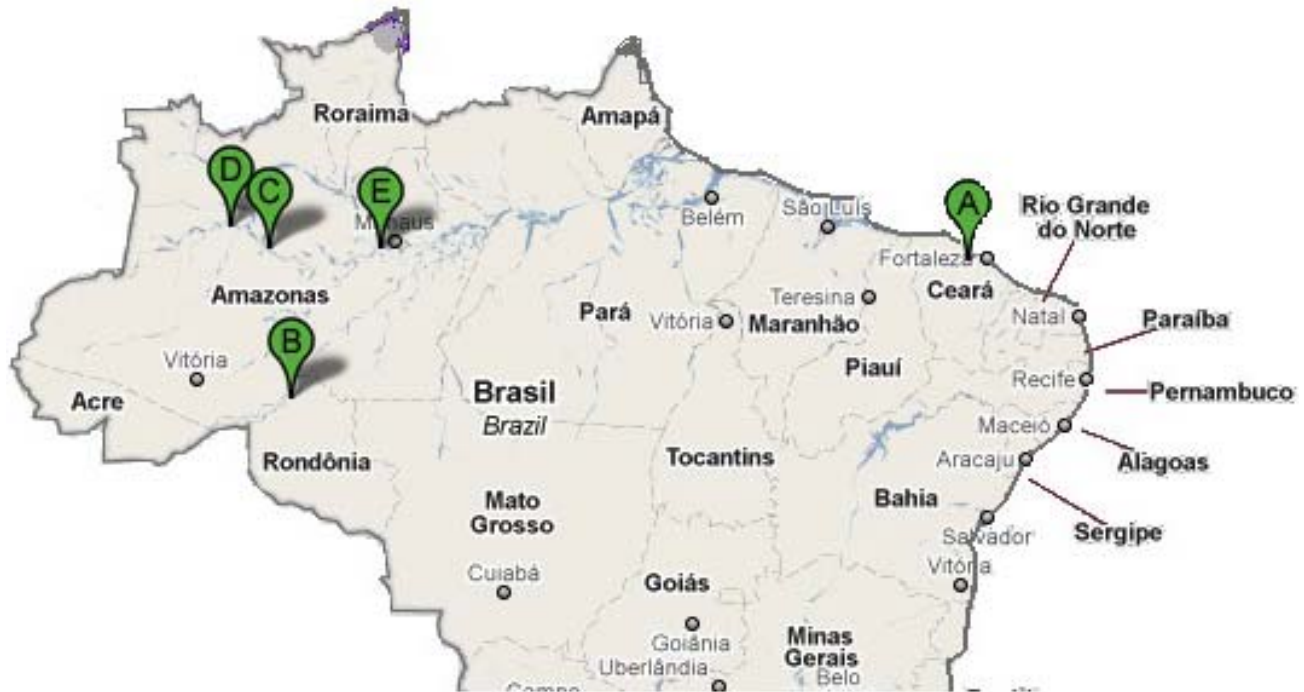 Roraima
Amapá
D
C
E
A
Manaus
Belém
São Luís
Rio Grande
do Norte
Fortaleza
Amazonas
Pará
Teresina
Ceará
Natal
Paraíba
Vitória
Maranhão
B
Vitória
Piauí
Recife
Acre
Brasil
Pernambuco
Brazil
Maceió
Rondônia
Tocantins
Aracaju
Alagoas
Mato
Grosso
Bahia
Salvador
Sergipe
Cuiabá
Goiás
Vitória
Goiânia
Minas
Gerais
Uberlândia
Belo